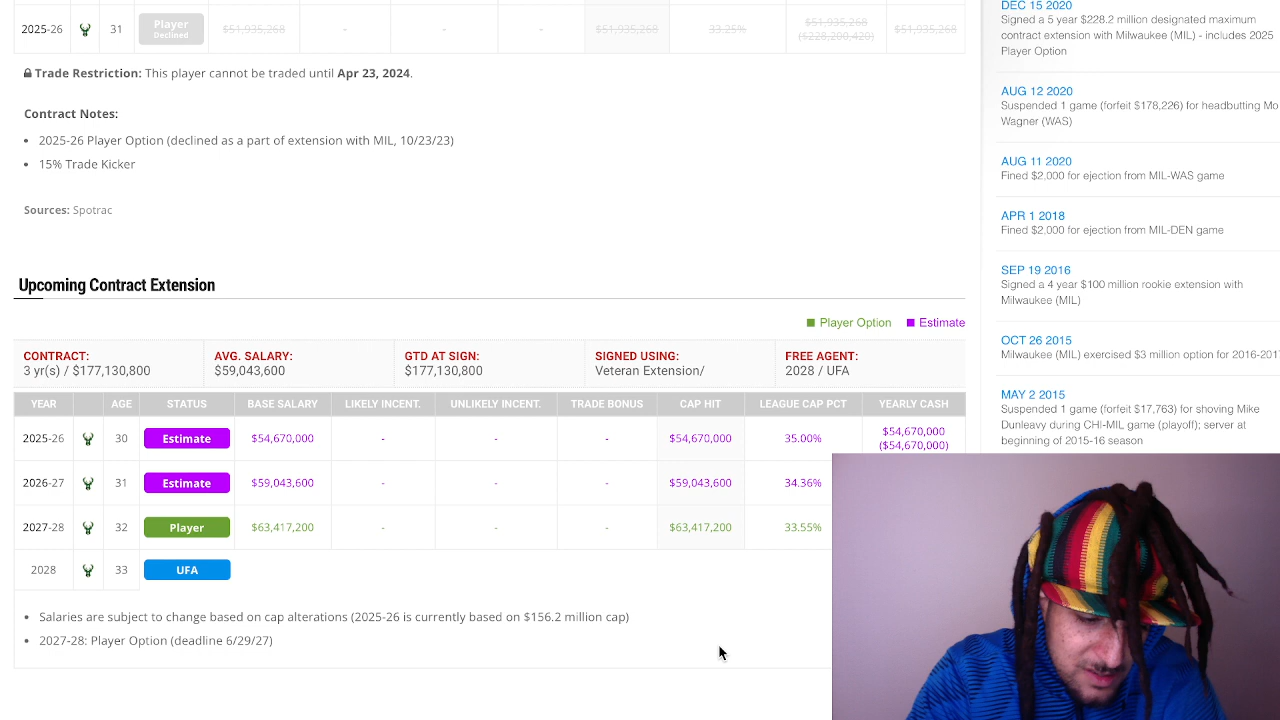 2025-26 31 Player Declined $51,935,268 - - - $51,935,268 33.25% $51,935,268 ($228,200,420) $51,935,268
Trade Restriction: This player cannot be traded until Apr 23, 2024.
Contract Notes:
• 2025-26 Player Option (declined as a part of extension with MIL, 10/23/23)
• 15% Trade Kicker
Sources: Spotrac
Upcoming Contract Extension
Player Option Estimate
CONTRACT: AVG. SALARY: GTD AT SIGN: SIGNED USING: FREE AGENT:
3 yr(s) / $177,130,800 $59,043,600 $177,130,800 Veteran Extension/ 2028 / UFA
YEAR AGE STATUS BASE SALARY LIKELY INCENT. UNLIKELY INCENT. TRADE BONUS CAP HIT LEAGUE CAP PCT YEARLY CASH
2025-26 30 Estimate $54,670,000 - - - $54,670,000 35.00% $54,670,000 ($54,670,000)
2026-27 31 Estimate $59,043,600 - - - $59,043,600 34.36%
2027-28 32 Player $63,417,200 - - - $63,417,200 33.55%
2028 33 UFA
• Salaries are subject to change based on cap alterations (2025-26 is currently based on $156.2 million cap)
• 2027-28: Player Option (deadline 6/29/27)
DEC 15 2020
Signed a 5 year $228.2 million designated maximum
contract extension with Milwaukee (MIL) - includes 2025
Player Option
AUG 12 2020
Suspended 1 game (forfeit $178,226) for headbutting Mo
Wagner (WAS)
AUG 11 2020
Fined $2,000 for ejection from MIL-WAS game
APR 1 2018
Fined $2,000 for ejection from MIL-DEN game
SEP 19 2016
Signed a 4 year $100 million rookie extension with
Milwaukee (MIL)
OCT 26 2015
Milwaukee (MIL) exercised $3 million option for 2016-2017
MAY 2 2015
Suspended 1 game (forfeit $17,763) for shoving Mike
Dunleavy during CHI-MIL game (playoff); server at
beginning of 2015-16 season